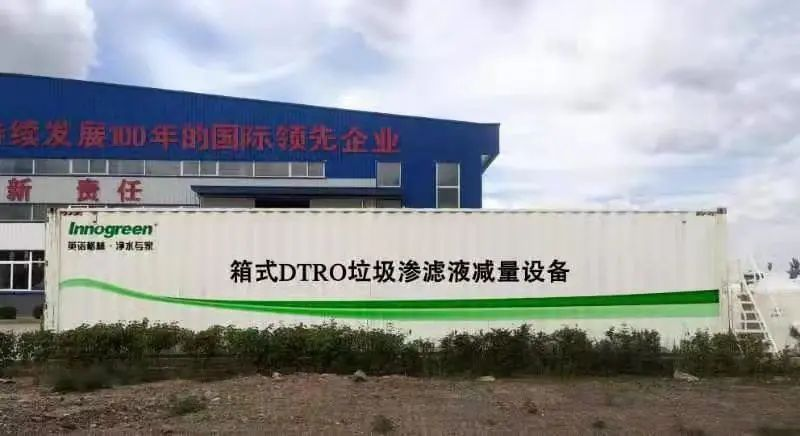 持续发展100年的国际领先企业
新 责任
Innogreen®
英诺格林·净水专家
箱式DTRO垃圾渗滤液减量设备